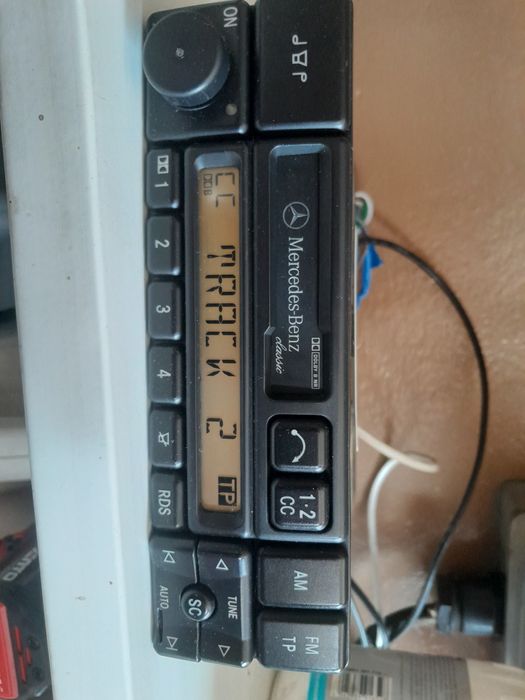 ON
Mercedes-Benz
classic
DOLBY B NR
1·2
CC
AM
FM
TP
CC B TRACK 2 TP
1
2
3
4
RDS
AUTO
SC
TUNE